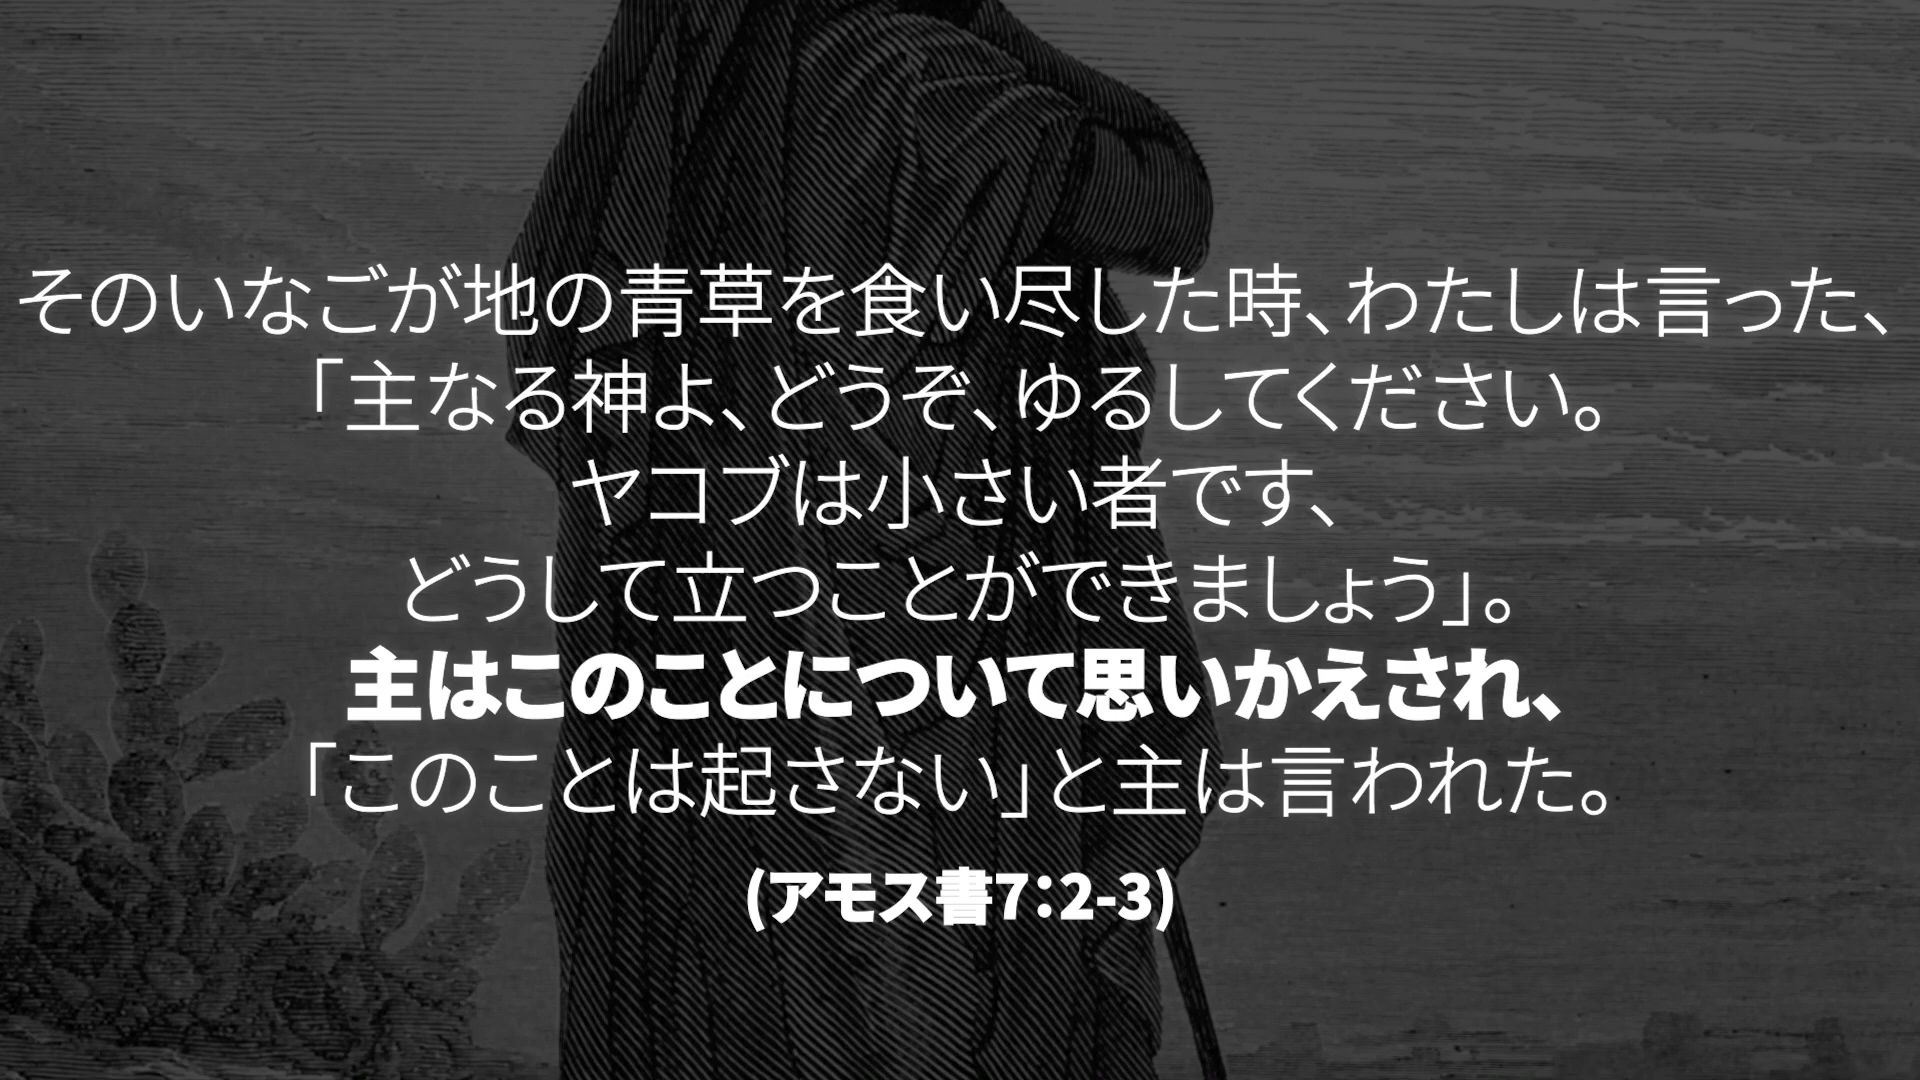 そのいなごが地の青草を食い尽した時、わたしは言った、
「主なる神よ、どうぞ、ゆるしてください。
ヤコブは小さい者です、
どうして立つことができましょう」。
主はこのことについて思いかえされ、
「このことは起さない」と主は言われた。
(アモス書7:2-3)